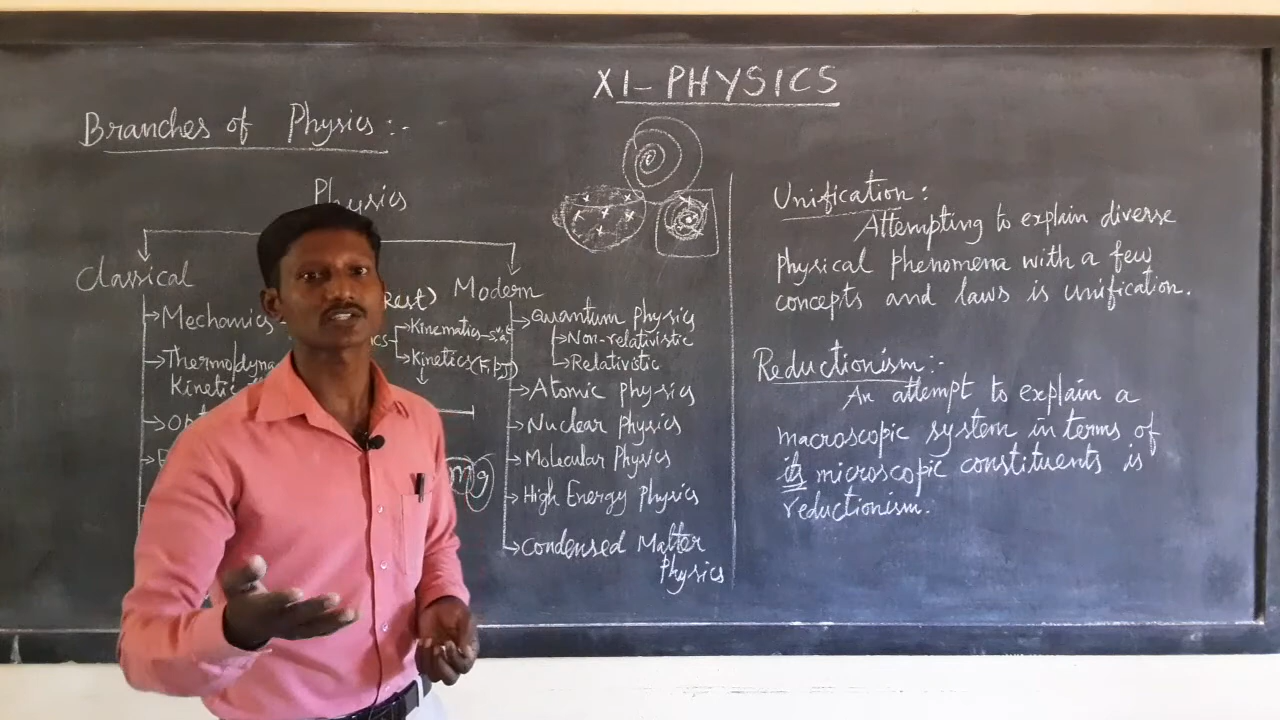 XI-PHYSICS
Branches of Physics:-
Physics
Classical
Mechanics
Kinetic
Rest)
Kinematics
Kinetics
Modern
Quantum physics
Non-relativistic
Relativistic
Atomic physics
Nuclear physics
Molecular Physics
High Energy Physics
Condensed Matter
Physics
mg
Unification:
Attempting to explain diverse
physical phenomena with a few
concepts and laws is unification.
Reductionism:-
An attempt to explain a
macroscopic system in terms of
its microscopic constituents is
reductionism.